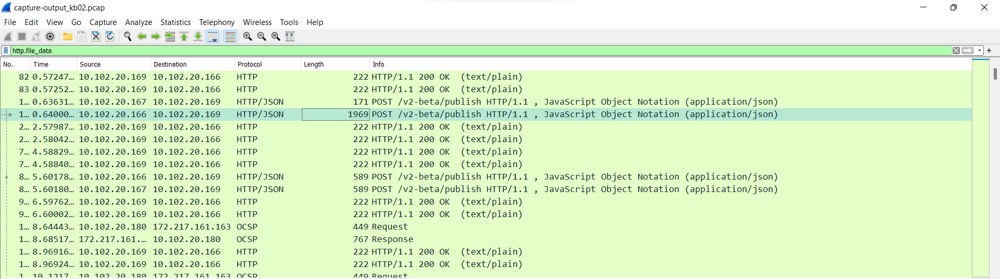 capture-output_kb02.pcap
File Edit View Go Capture Analyze Statistics Telephony Wireless Tools Help
http.file_data
No. Time Source Destination Protocol Length Info
82 0.57247… 10.102.20.169 10.102.20.166 HTTP 222 HTTP/1.1 200 OK (text/plain)
83 0.57252… 10.102.20.169 10.102.20.166 HTTP 222 HTTP/1.1 200 OK (text/plain)
1… 0.63631… 10.102.20.167 10.102.20.169 HTTP/JSON 171 POST /v2-beta/publish HTTP/1.1 , JavaScript Object Notation (application/json)
1… 0.64000… 10.102.20.166 10.102.20.169 HTTP/JSON 1969 POST /v2-beta/publish HTTP/1.1 , JavaScript Object Notation (application/json)
2… 2.57987… 10.102.20.169 10.102.20.166 HTTP 222 HTTP/1.1 200 OK (text/plain)
2… 2.58042… 10.102.20.169 10.102.20.166 HTTP 222 HTTP/1.1 200 OK (text/plain)
7… 4.58829… 10.102.20.169 10.102.20.166 HTTP 222 HTTP/1.1 200 OK (text/plain)
7… 4.58840… 10.102.20.169 10.102.20.166 HTTP 222 HTTP/1.1 200 OK (text/plain)
8… 5.60178… 10.102.20.166 10.102.20.169 HTTP/JSON 589 POST /v2-beta/publish HTTP/1.1 , JavaScript Object Notation (application/json)
8… 5.60180… 10.102.20.167 10.102.20.169 HTTP/JSON 589 POST /v2-beta/publish HTTP/1.1 , JavaScript Object Notation (application/json)
9… 6.59762… 10.102.20.169 10.102.20.166 HTTP 222 HTTP/1.1 200 OK (text/plain)
9… 6.60002… 10.102.20.169 10.102.20.166 HTTP 222 HTTP/1.1 200 OK (text/plain)
1… 8.64443… 10.102.20.180 172.217.161.163 OCSP 449 Request
1… 8.68517… 172.217.161.… 10.102.20.180 OCSP 767 Response
1… 8.96916… 10.102.20.169 10.102.20.166 HTTP 222 HTTP/1.1 200 OK (text/plain)
1… 8.96924… 10.102.20.169 10.102.20.166 HTTP 222 HTTP/1.1 200 OK (text/plain)
1 10.1217 10.102.20.180 172.217.161.163 OCSP 449 Request